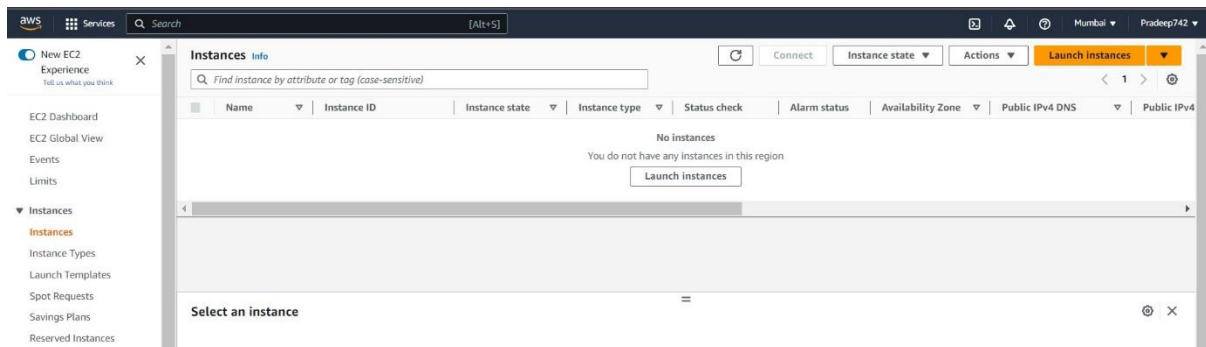 aws Services Search [Alt+S] Mumbai Pradeep742
New EC2 Experience
Tell us what you think
EC2 Dashboard
EC2 Global View
Events
Limits
Instances
Instances
Instance Types
Launch Templates
Spot Requests
Savings Plans
Reserved Instances
Instances Info Connect Instance state Actions Launch instances
Find instance by attribute or tag (case-sensitive) 1
Name Instance ID Instance state Instance type Status check Alarm status Availability Zone Public IPv4 DNS Public IPv4
No instances
You do not have any instances in this region
Launch instances
Select an instance